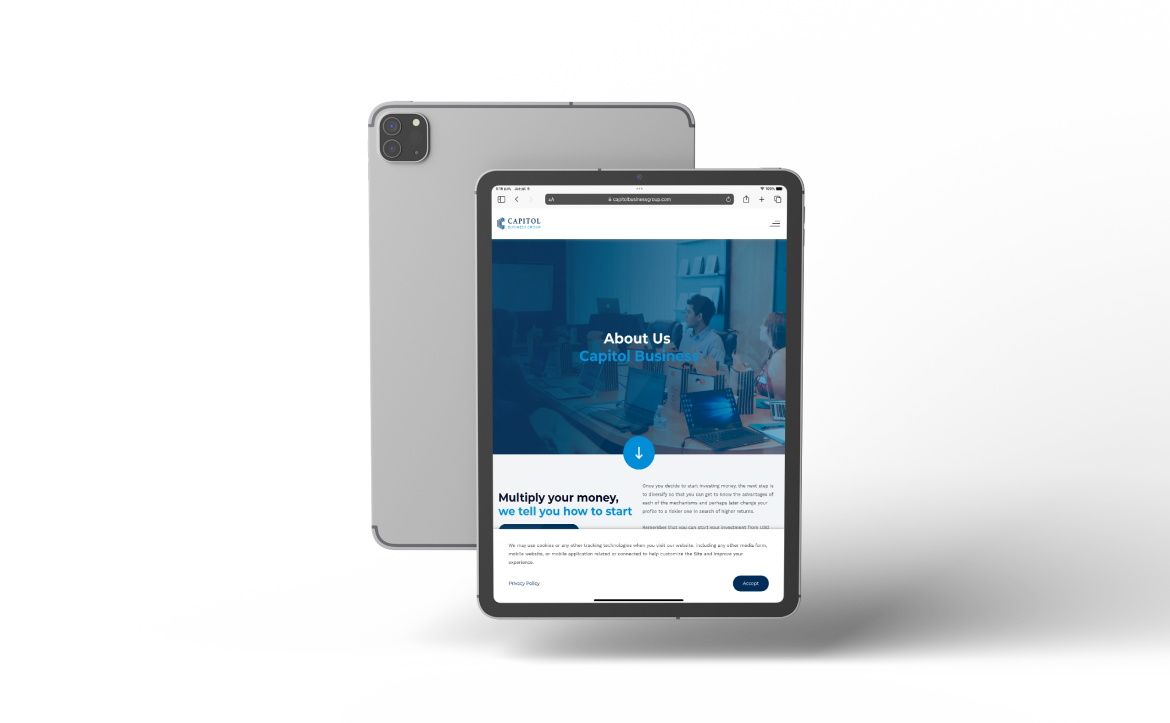 AA
capitolbusinessgroup.com
100%
CAPITOL
BUSINESS GROUP
About Us
Capitol Business
Multiply your money,
we tell you how to start
Once you decide to start investing money, the next step is
to diversify so that you can get to know the advantages of
each of the mechanisms and perhaps later change your
profile to a riskier one in search of higher returns.
Remember that you can start your investment from USD
We may use cookies or any other tracking technologies when you visit our website, including any other media form,
mobile website, or mobile application related or connected to help customize the Site and improve your
experience.
Privacy Policy
Accept